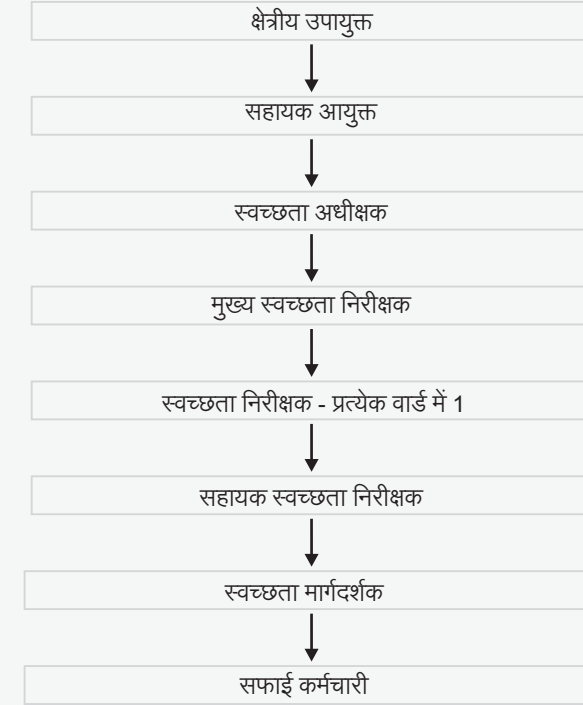 क्षेत्रीय उपायुक्त
सहायक आयुक्त
स्वच्छता अधीक्षक
मुख्य स्वच्छता निरीक्षक
स्वच्छता निरीक्षक - प्रत्येक वार्ड में 1
सहायक स्वच्छता निरीक्षक
स्वच्छता मार्गदर्शक
सफाई कर्मचारी